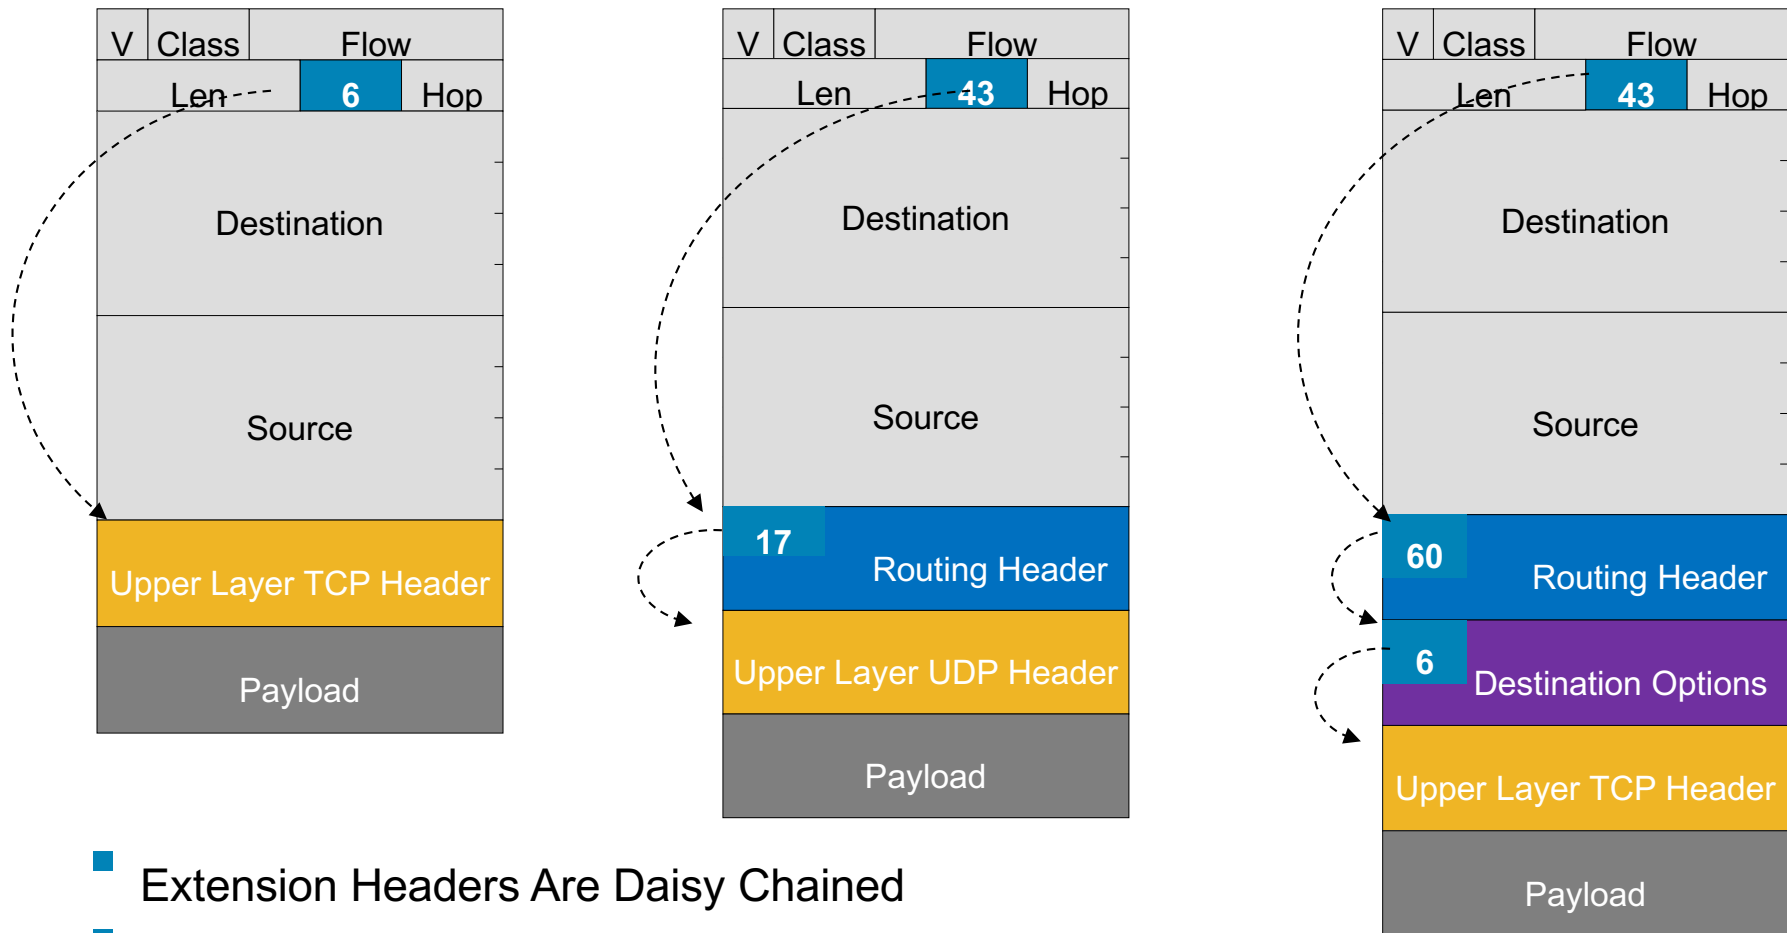 V Class Flow
Len 6 Hop
Destination
Source
Upper Layer TCP Header
Payload
V Class Flow
Len 43 Hop
Destination
Source
17
Routing Header
Upper Layer UDP Header
Payload
V Class Flow
Len 43 Hop
Destination
Source
60
Routing Header
6
Destination Options
Upper Layer TCP Header
Payload
Extension Headers Are Daisy Chained